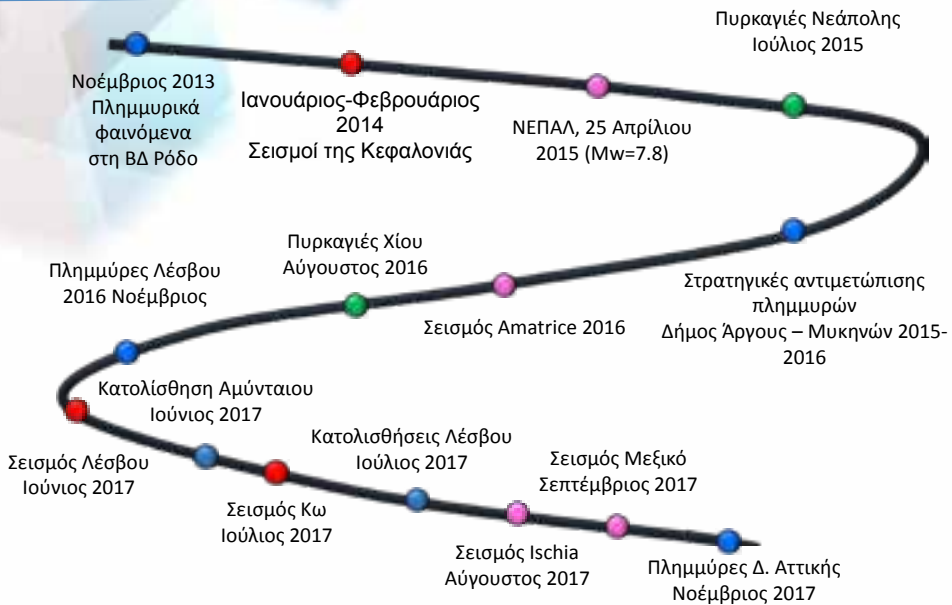 Πυρκαγιές Νεάπολης
Ιούλιος 2015
Νοέμβριος 2013
Πλημμυρικά
φαινόμενα
στη ΒΔ Ρόδο
Ιανουάριος-Φεβρουάριος
2014
Σεισμοί της Κεφαλονιάς
ΝΕΠΑΛ, 25 Απρίλιου
2015 (Mw=7.8)
Στρατηγικές αντιμετώπισης
πλημμυρών
Δήμος Άργους – Μυκηνών 2015-
2016
Σεισμός Amatrice 2016
Πυρκαγιές Χίου
Αύγουστος 2016
Πλημμύρες Λέσβου
2016 Νοέμβριος
Σεισμός Λέσβου
Ιούνιος 2017
Κατολίσθηση Αμύνταιου
Ιούνιος 2017
Σεισμός Κω
Ιούλιος 2017
Κατολισθήσεις Λέσβου
Ιούλιος 2017
Σεισμός Ischia
Αύγουστος 2017
Σεισμός Μεξικό
Σεπτέμβριος 2017
Πλημμύρες Δ. Αττικής
Νοέμβριος 2017